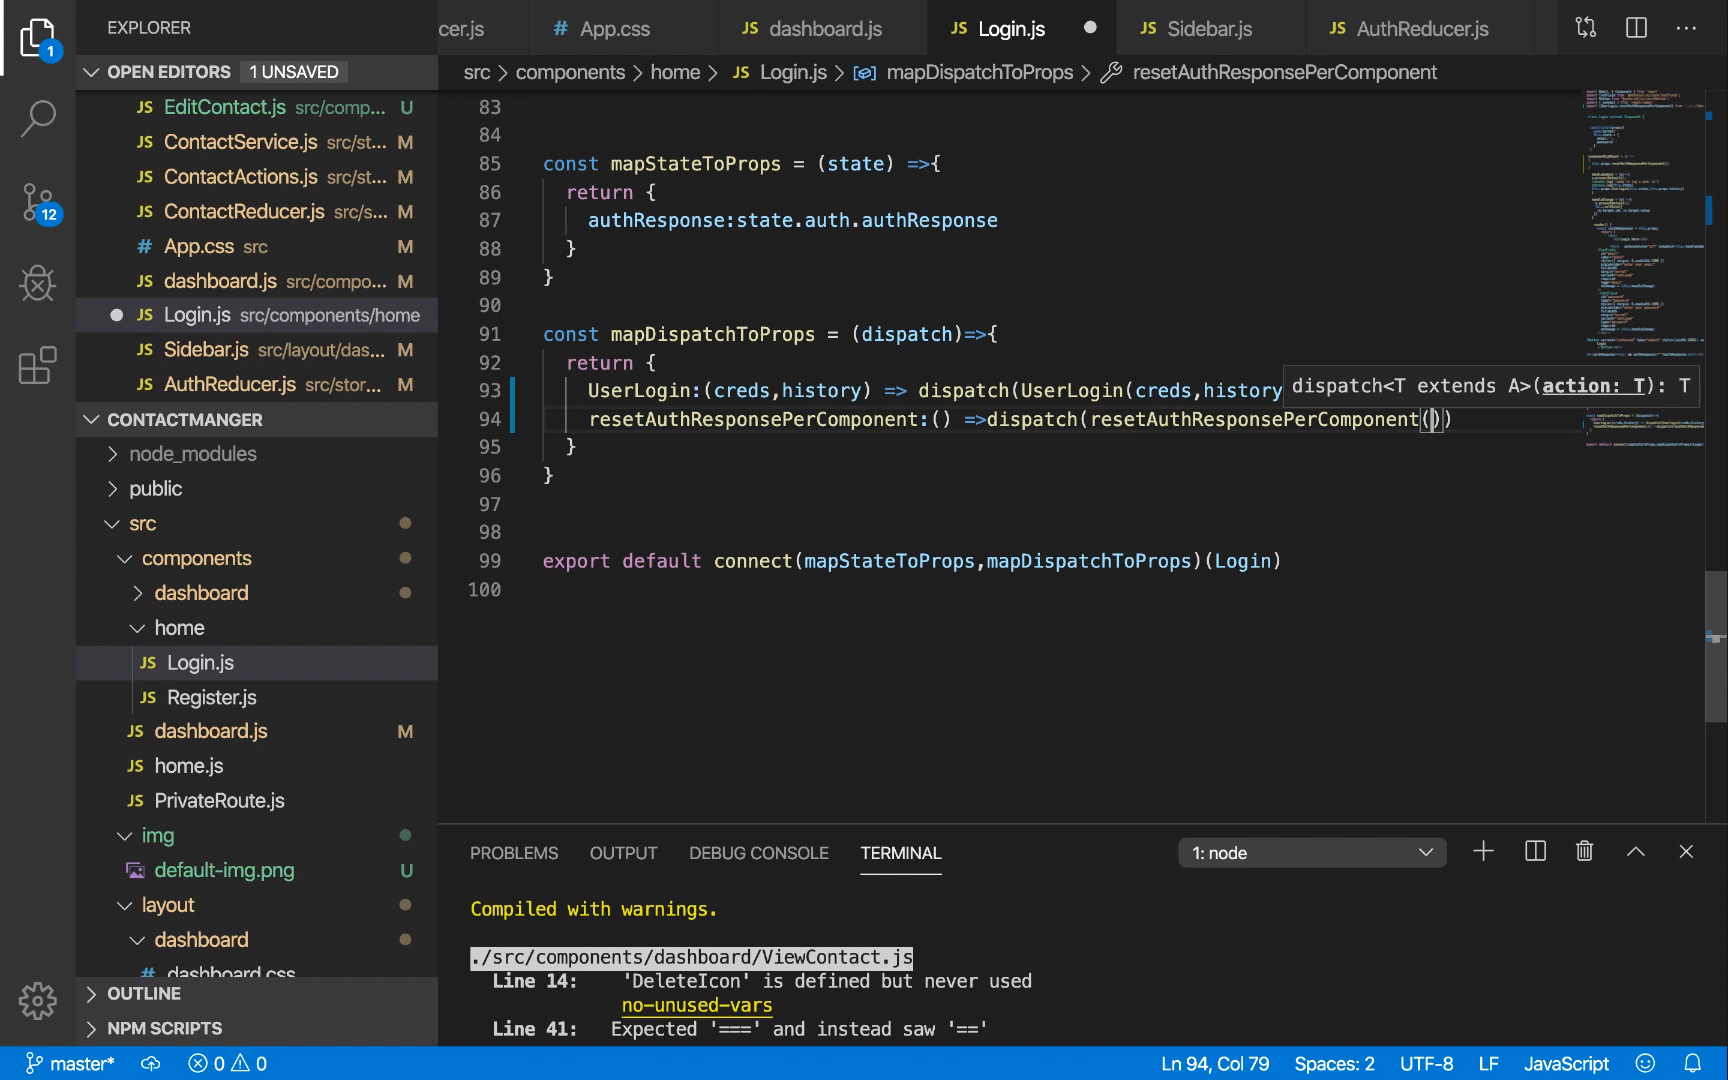 EXPLORER
cer.js
# App.css
JS dashboard.js
JS Login.js
JS Sidebar.js
JS AuthReducer.js
OPEN EDITORS 1 UNSAVED
src > components > home > JS Login.js > mapDispatchToProps > resetAuthResponsePerComponent
JS EditContact.js src/comp... U
JS ContactService.js src/st... M
JS ContactActions.js src/st... M
JS ContactReducer.js src/s... M
# App.css src M
JS dashboard.js src/compo... M
JS Login.js src/components/home
JS Sidebar.js src/layout/das... M
JS AuthReducer.js src/stor... M
CONTACTMANGER
node_modules
public
src
components
dashboard
home
JS Login.js
JS Register.js
JS dashboard.js M
JS home.js
JS PrivateRoute.js
img
default-img.png U
layout
dashboard
# dashboard.css
OUTLINE
NPM SCRIPTS
1
12
83
84
85 const mapStateToProps = (state) =>{
86 return {
87 authResponse:state.auth.authResponse
88 }
89 }
90
91 const mapDispatchToProps = (dispatch)=>{
92 return {
93 UserLogin:(creds,history) => dispatch(UserLogin(creds,history
dispatch<T extends A>(action: T): T
94 resetAuthResponsePerComponent:() =>dispatch(resetAuthResponsePerComponent())
95 }
96 }
97
98
99 export default connect(mapStateToProps,mapDispatchToProps)(Login)
100
PROBLEMS OUTPUT DEBUG CONSOLE TERMINAL 1: node
Compiled with warnings.
./src/components/dashboard/ViewContact.js
Line 14: 'DeleteIcon' is defined but never used
no-unused-vars
Line 41: Expected '===' and instead saw '=='
master* 0 0 Ln 94, Col 79 Spaces: 2 UTF-8 LF JavaScript